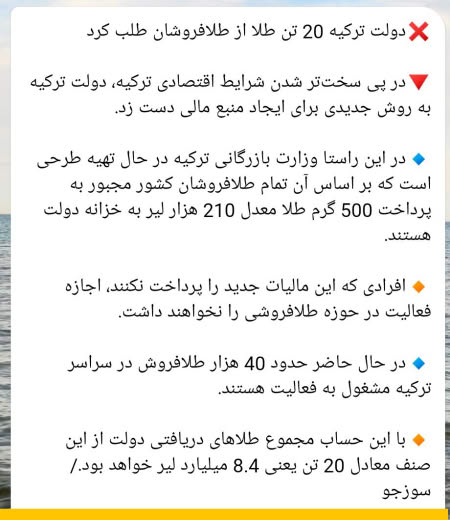 ❌دولت ترکیه 20 تن طلا از طلافروشان طلب کرد
🔻در پی سخت‌تر شدن شرایط اقتصادی ترکیه، دولت ترکیه
به روش جدیدی برای ایجاد منبع مالی دست زد.
🔹در این راستا وزارت بازرگانی ترکیه در حال تهیه طرحی
است که بر اساس آن تمام طلافروشان کشور مجبور به
پرداخت 500 گرم طلا معدل 210 هزار لیر به خزانه دولت
هستند.
🔸افرادی که این مالیات جدید را پرداخت نکنند، اجازه
فعالیت در حوزه طلافروشی را نخواهند داشت.
🔹در حال حاضر حدود 40 هزار طلافروش در سراسر
ترکیه مشغول به فعالیت هستند.
🔸با این حساب مجموع طلاهای دریافتی دولت از این
صنف معادل 20 تن یعنی 8.4 میلیارد لیر خواهد بود./
سوزجو